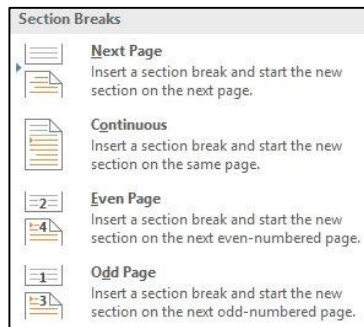 Section Breaks
Next Page
Insert a section break and start the new
section on the next page.
Continuous
Insert a section break and start the new
section on the same page.
2
4
Even Page
Insert a section break and start the new
section on the next even-numbered page.
1
3
Odd Page
Insert a section break and start the new
section on the next odd-numbered page.